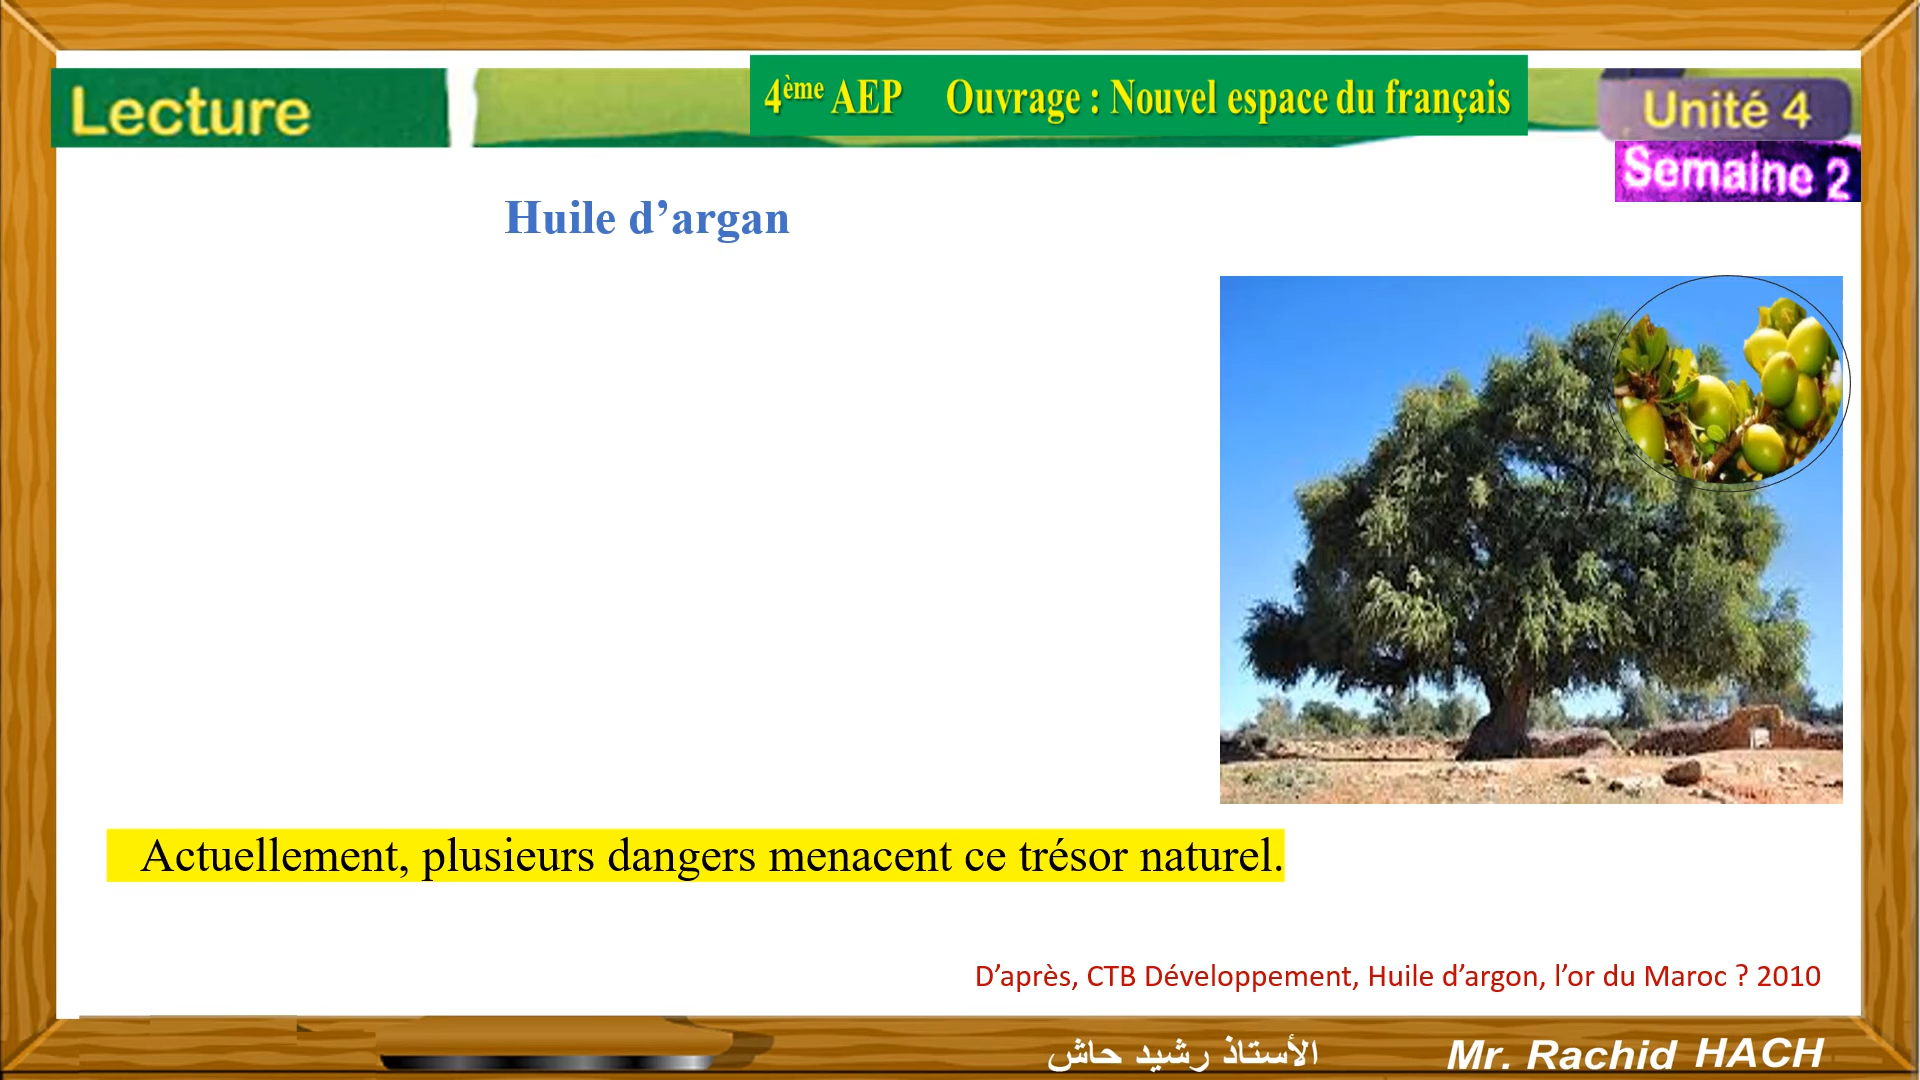 Lecture
4ème AEP Ouvrage : Nouvel espace du français
Unité 4
Semaine 2
Huile d’argan
Actuellement, plusieurs dangers menacent ce trésor naturel.
D’après, CTB Développement, Huile d’argon, l’or du Maroc ? 2010
الأستاذ رشيد حاش
Mr. Rachid HACH